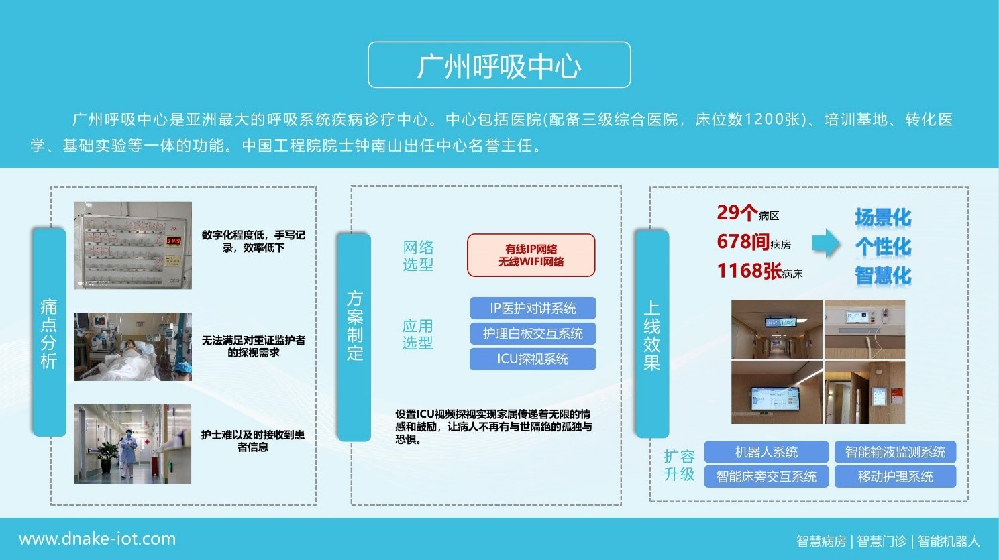 广州呼吸中心
广州呼吸中心是亚洲最大的呼吸系统疾病诊疗中心。中心包括医院(配备三级综合医院，床位数1200张)、培训基地、转化医
学、基础实验等一体的功能。中国工程院院士钟南山出任中心名誉主任。
痛点分析
数字化程度低，手写记
录，效率低下
无法满足对重证监护者
的探视需求
护士难以及时接收到患
者信息
方案制定
网络
选型
有线IP网络
无线WIFI网络
应用
选型
IP医护对讲系统
护理白板交互系统
ICU探视系统
设置ICU视频探视实现家属传递着无限的情
感和鼓励，让病人不再有与世隔绝的孤独与
恐惧。
上线效果
29个病区
678间病房
1168张病床
场景化
个性化
智慧化
扩容
升级
机器人系统
智能输液监测系统
智能床旁交互系统
移动护理系统
www.dnake-iot.com
智慧病房 | 智慧门诊 | 智能机器人